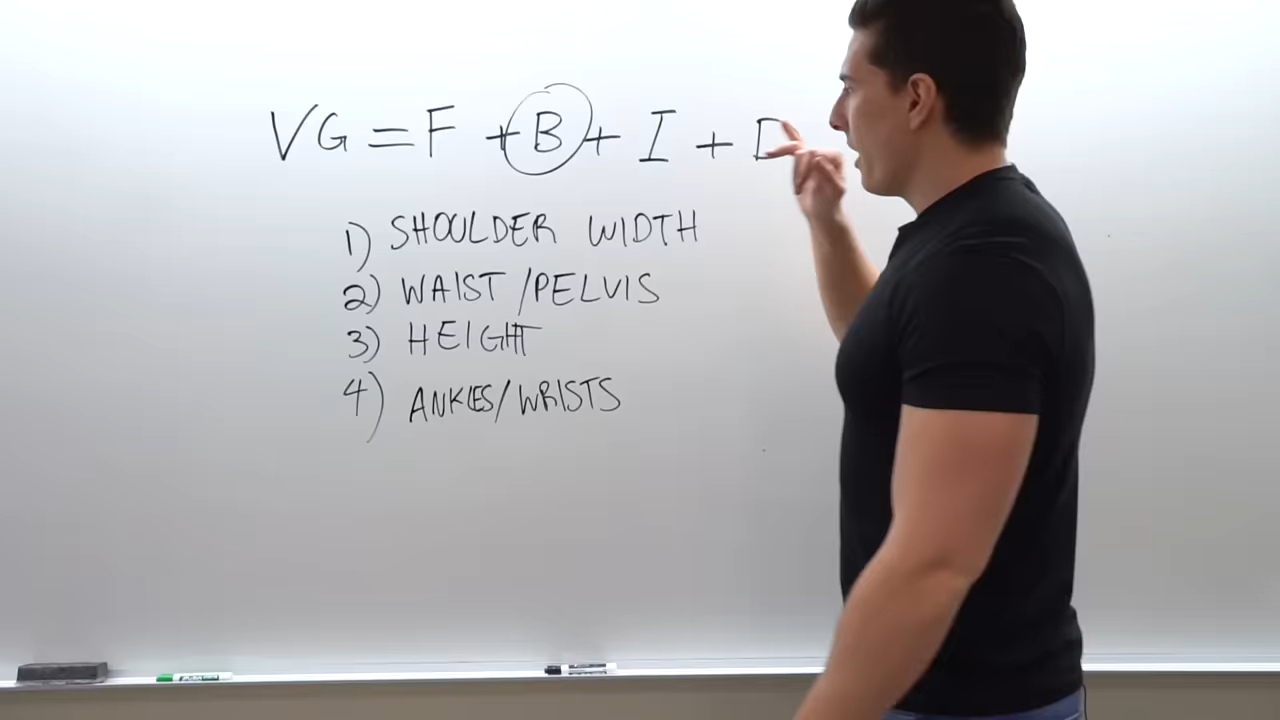 VG = F + B + I + D
1) SHOULDER WIDTH
2) WAIST/PELVIS
3) HEIGHT
4) ANKLES/WRISTS